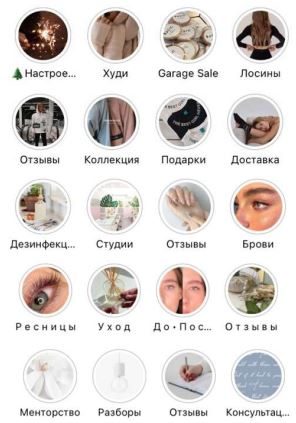 🌲Настрое... Худи Garage Sale Лосины
Отзывы Коллекция Подарки Доставка
Дезинфекц... Студии Отзывы Брови
Ресницы Уход До • Пос... Отзывы
Менторство Разборы Отзывы Консультац...